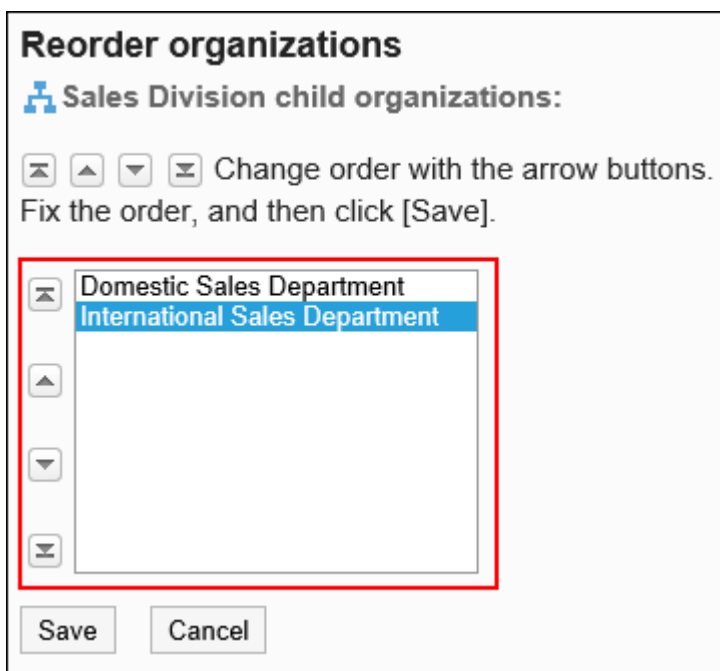 Reorder organizations
Sales Division child organizations:
Change order with the arrow buttons.
Fix the order, and then click [Save].
Domestic Sales Department
International Sales Department
Save Cancel